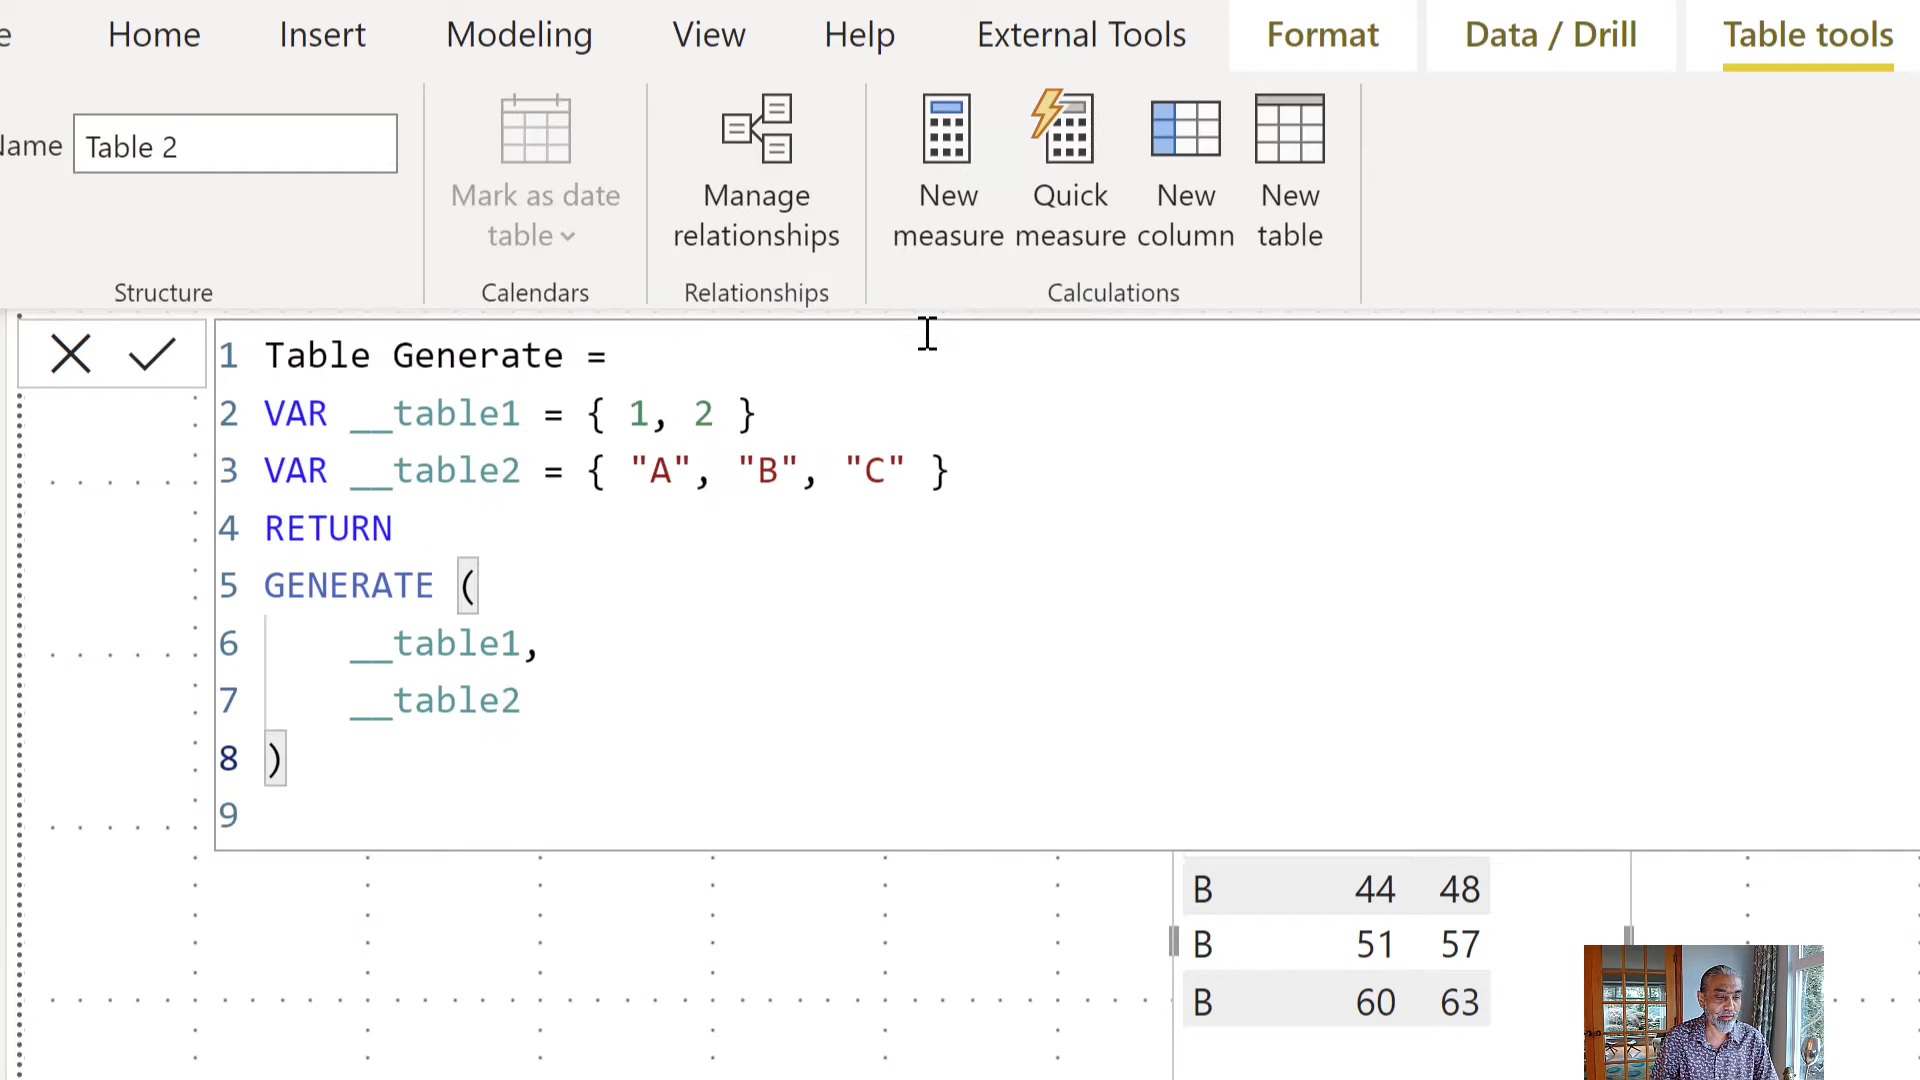 Home Insert Modeling View Help External Tools Format Data / Drill Table tools
Table 2
Mark as date table
Manage relationships
New measure
Quick measure
New column
New table
Structure Calendars Relationships Calculations
1 Table Generate =
2 VAR __table1 = { 1, 2 }
3 VAR __table2 = { "A", "B", "C" }
4 RETURN
5 GENERATE (
6 __table1,
7 __table2
8 )
9
B 44 48
B 51 57
B 60 63